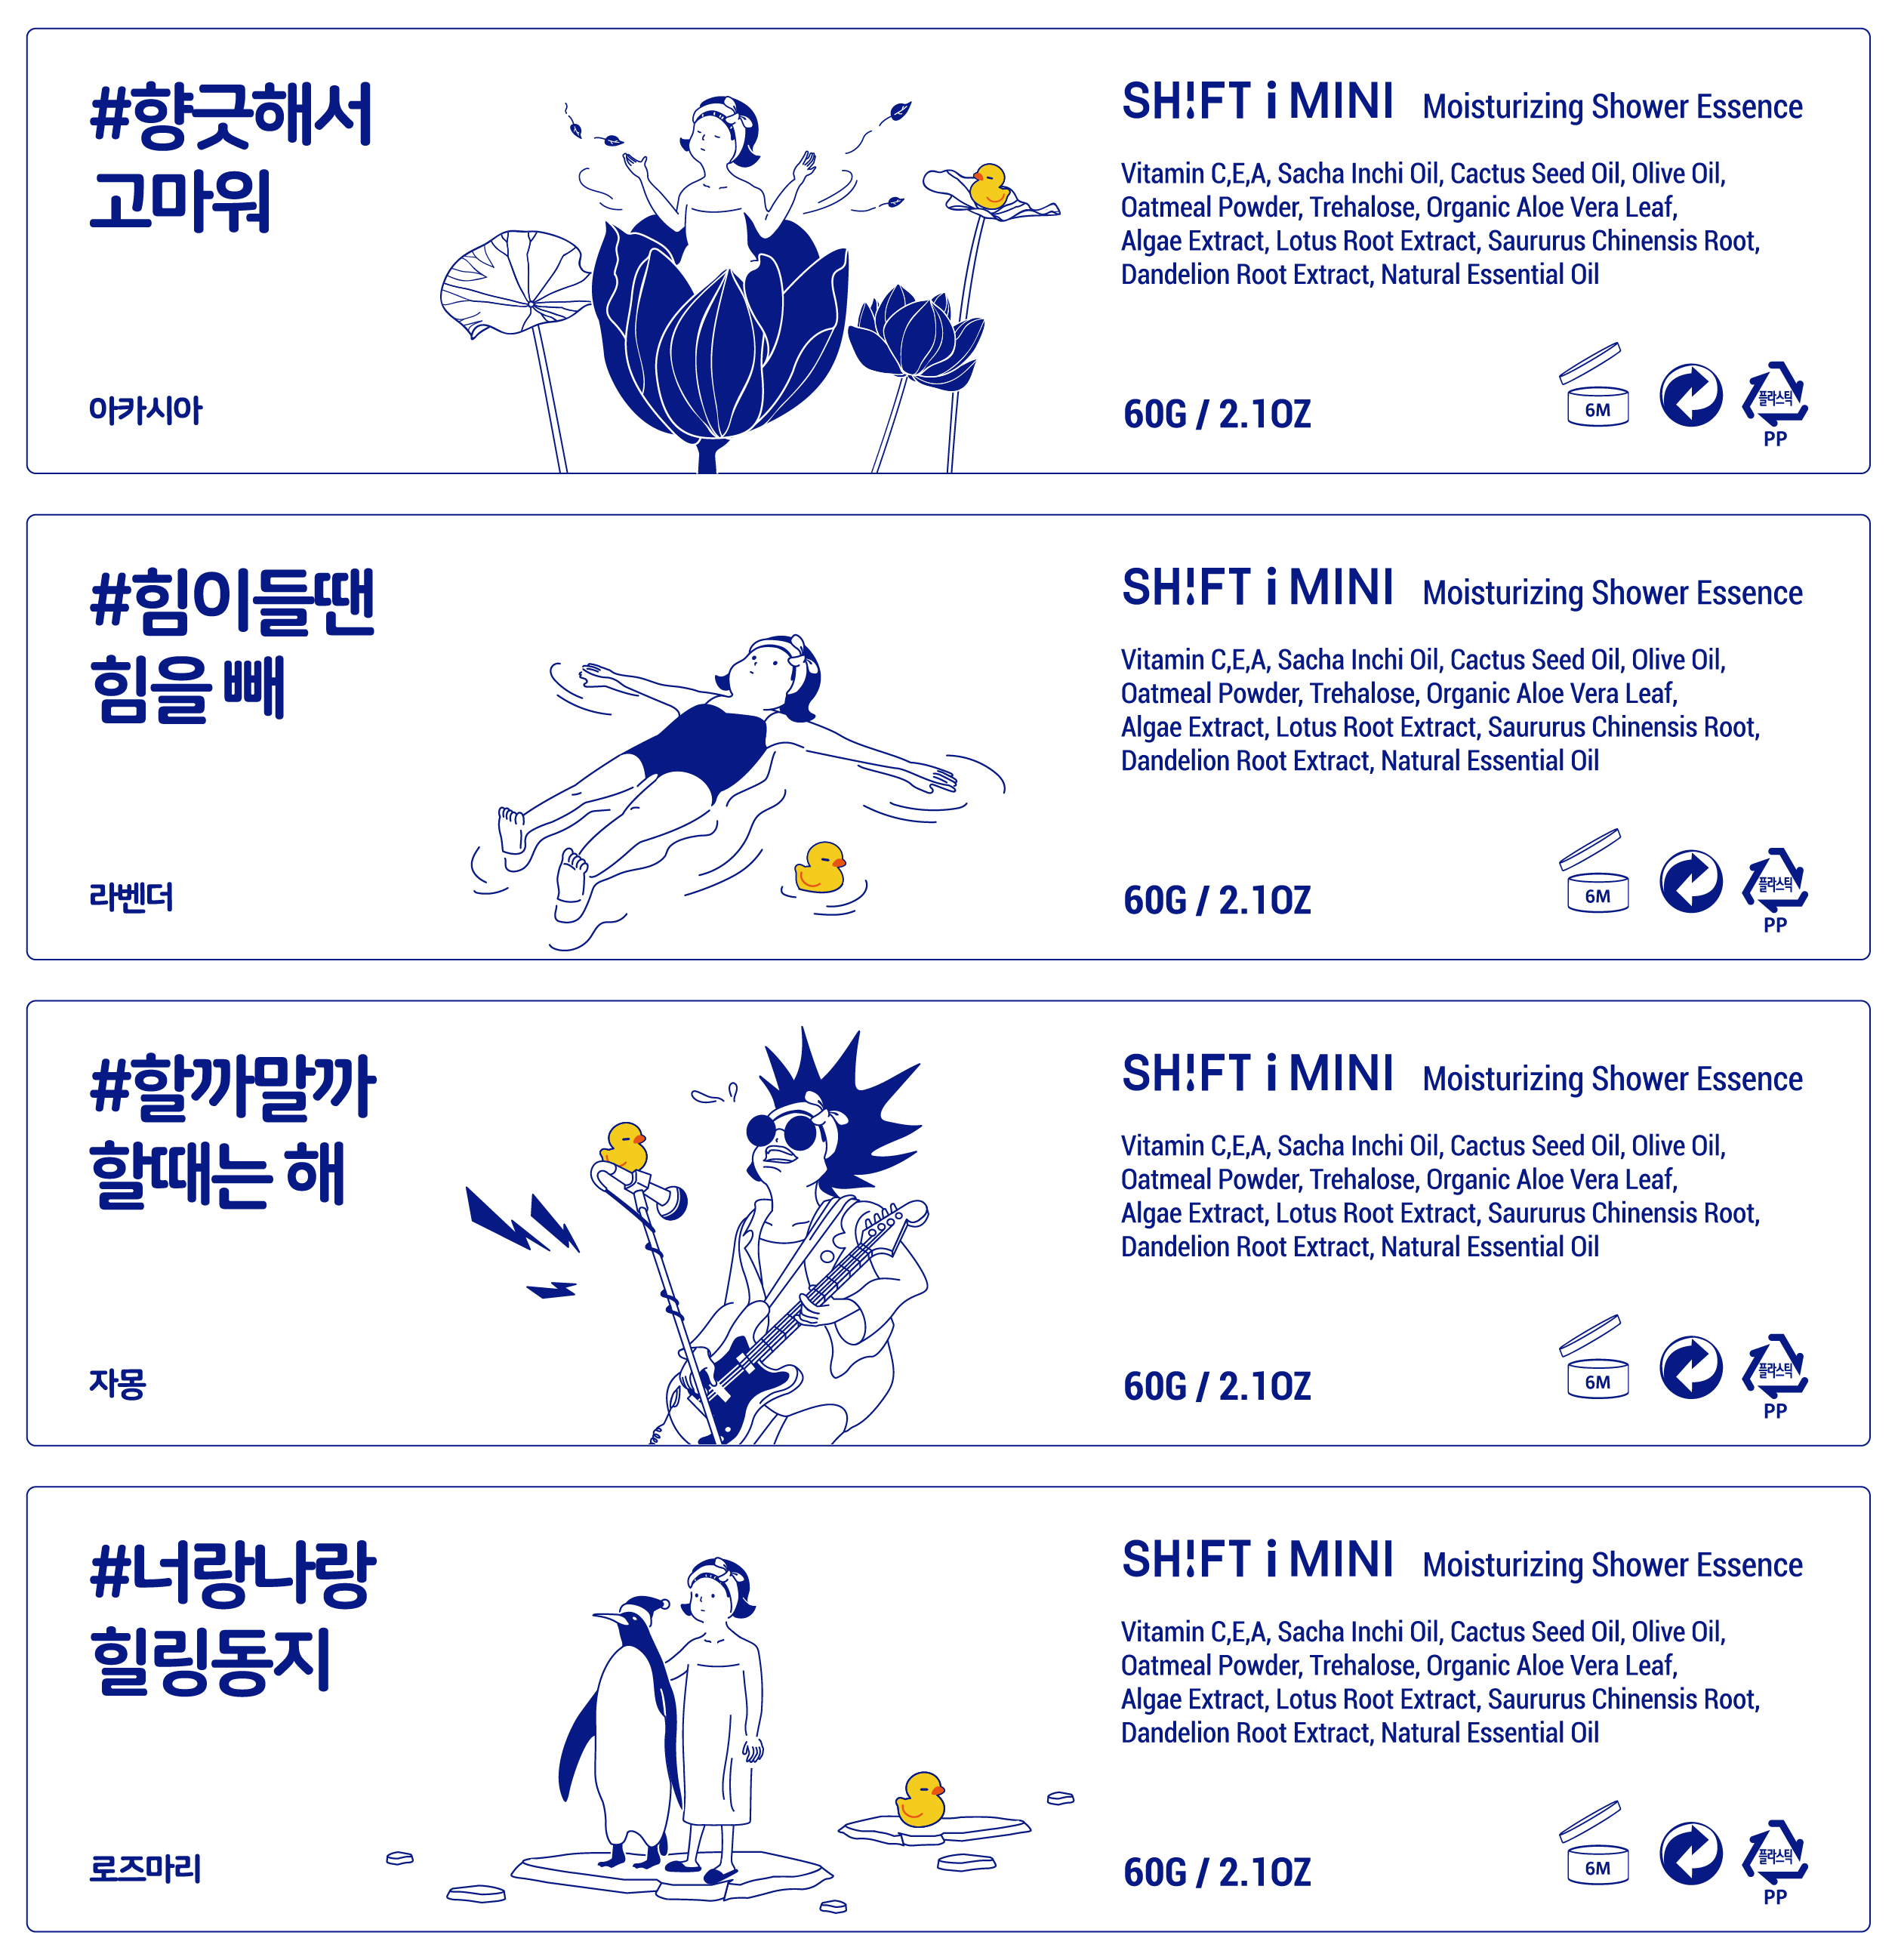 #향긋해서
고마워
아카시아
SH!FT i MINI Moisturizing Shower Essence
Vitamin C,E,A, Sacha Inchi Oil, Cactus Seed Oil, Olive Oil,
Oatmeal Powder, Trehalose, Organic Aloe Vera Leaf,
Algae Extract, Lotus Root Extract, Saururus Chinensis Root,
Dandelion Root Extract, Natural Essential Oil
60G / 2.1OZ
6M
플라스틱
PP
#힘이들땐
힘을 빼
라벤더
SH!FT i MINI Moisturizing Shower Essence
Vitamin C,E,A, Sacha Inchi Oil, Cactus Seed Oil, Olive Oil,
Oatmeal Powder, Trehalose, Organic Aloe Vera Leaf,
Algae Extract, Lotus Root Extract, Saururus Chinensis Root,
Dandelion Root Extract, Natural Essential Oil
60G / 2.1OZ
6M
플라스틱
PP
#할까말까
할때는 해
자몽
SH!FT i MINI Moisturizing Shower Essence
Vitamin C,E,A, Sacha Inchi Oil, Cactus Seed Oil, Olive Oil,
Oatmeal Powder, Trehalose, Organic Aloe Vera Leaf,
Algae Extract, Lotus Root Extract, Saururus Chinensis Root,
Dandelion Root Extract, Natural Essential Oil
60G / 2.1OZ
6M
플라스틱
PP
#너랑나랑
힐링동지
로즈마리
SH!FT i MINI Moisturizing Shower Essence
Vitamin C,E,A, Sacha Inchi Oil, Cactus Seed Oil, Olive Oil,
Oatmeal Powder, Trehalose, Organic Aloe Vera Leaf,
Algae Extract, Lotus Root Extract, Saururus Chinensis Root,
Dandelion Root Extract, Natural Essential Oil
60G / 2.1OZ
6M
플라스틱
PP